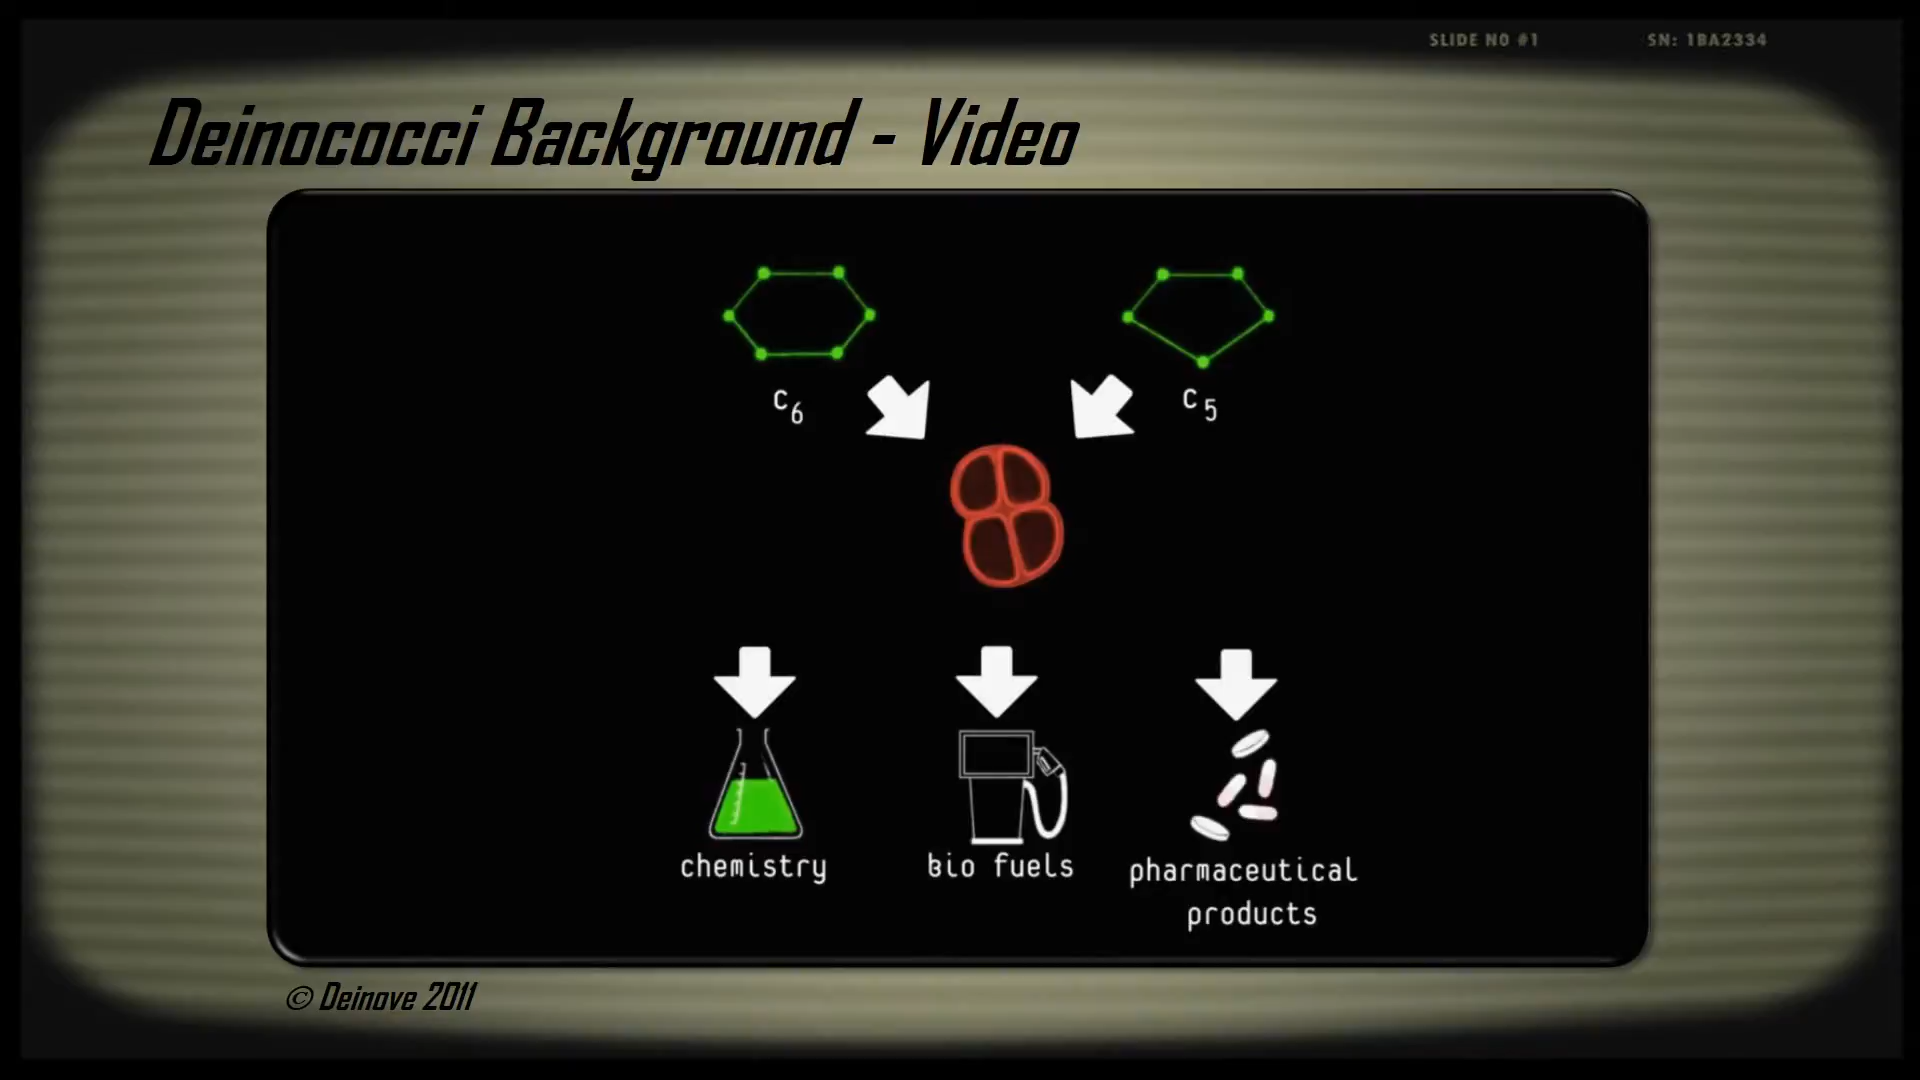 SLIDE NO #1
SN: 1BA2334
Deinococci Background - Video
C6
C5
chemistry
bio fuels
pharmaceutical
products
© Deinove 2011